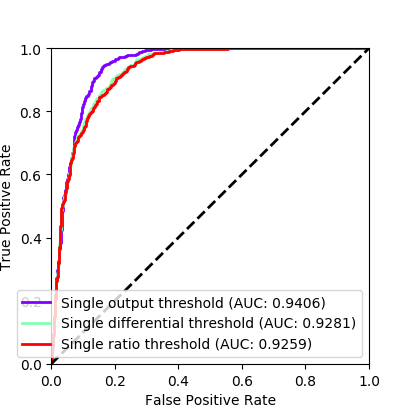 1.0
0.8
0.6
0.4
0.2
0.0
True Positive Rate
Single output threshold (AUC: 0.9406)
Single differential threshold (AUC: 0.9281)
Single ratio threshold (AUC: 0.9259)
0.0 0.2 0.4 0.6 0.8 1.0
False Positive Rate